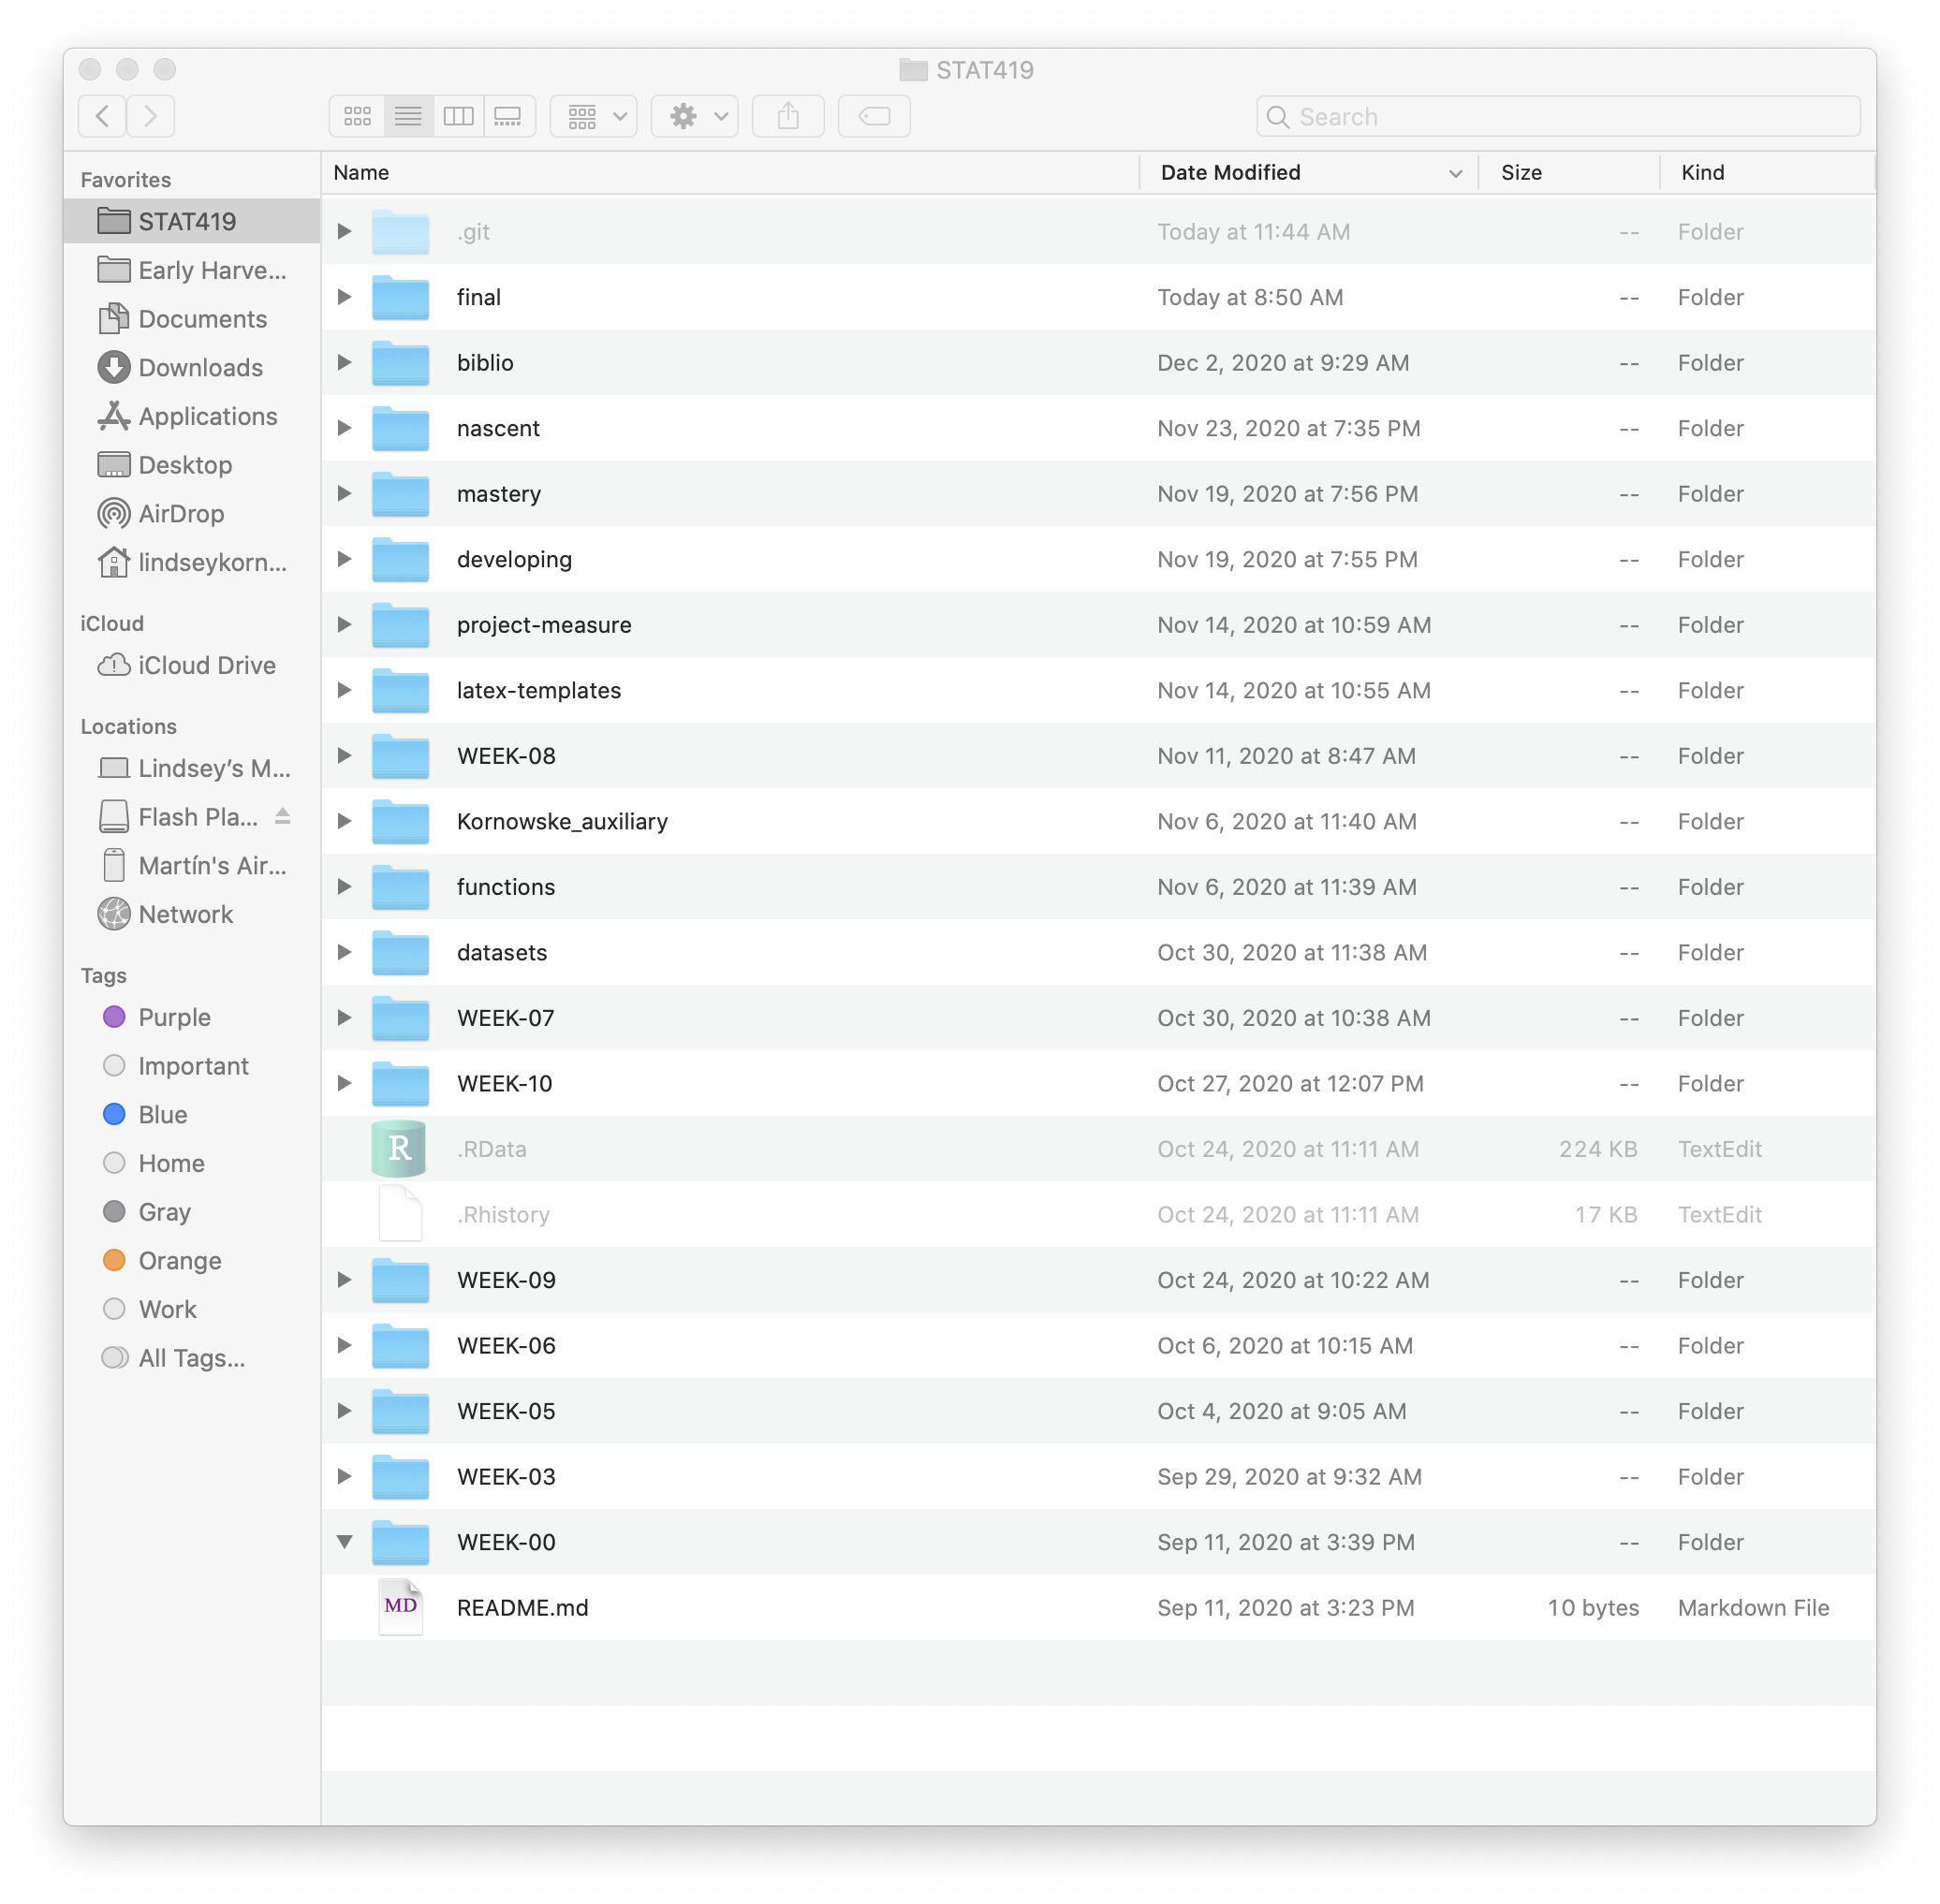 STAT419
Search
Favorites
STAT419
Early Harve...
Documents
Downloads
Applications
Desktop
AirDrop
lindseykorn...
iCloud
iCloud Drive
Locations
Lindsey’s M...
Flash Pla...
Martín's Air...
Network
Tags
Purple
Important
Blue
Home
Gray
Orange
Work
All Tags...
Name Date Modified Size Kind
.git Today at 11:44 AM -- Folder
final Today at 8:50 AM -- Folder
biblio Dec 2, 2020 at 9:29 AM -- Folder
nascent Nov 23, 2020 at 7:35 PM -- Folder
mastery Nov 19, 2020 at 7:56 PM -- Folder
developing Nov 19, 2020 at 7:55 PM -- Folder
project-measure Nov 14, 2020 at 10:59 AM -- Folder
latex-templates Nov 14, 2020 at 10:55 AM -- Folder
WEEK-08 Nov 11, 2020 at 8:47 AM -- Folder
Kornowske_auxiliary Nov 6, 2020 at 11:40 AM -- Folder
functions Nov 6, 2020 at 11:39 AM -- Folder
datasets Oct 30, 2020 at 11:38 AM -- Folder
WEEK-07 Oct 30, 2020 at 10:38 AM -- Folder
WEEK-10 Oct 27, 2020 at 12:07 PM -- Folder
R .RData Oct 24, 2020 at 11:11 AM 224 KB TextEdit
.Rhistory Oct 24, 2020 at 11:11 AM 17 KB TextEdit
WEEK-09 Oct 24, 2020 at 10:22 AM -- Folder
WEEK-06 Oct 6, 2020 at 10:15 AM -- Folder
WEEK-05 Oct 4, 2020 at 9:05 AM -- Folder
WEEK-03 Sep 29, 2020 at 9:32 AM -- Folder
WEEK-00 Sep 11, 2020 at 3:39 PM -- Folder
MD README.md Sep 11, 2020 at 3:23 PM 10 bytes Markdown File